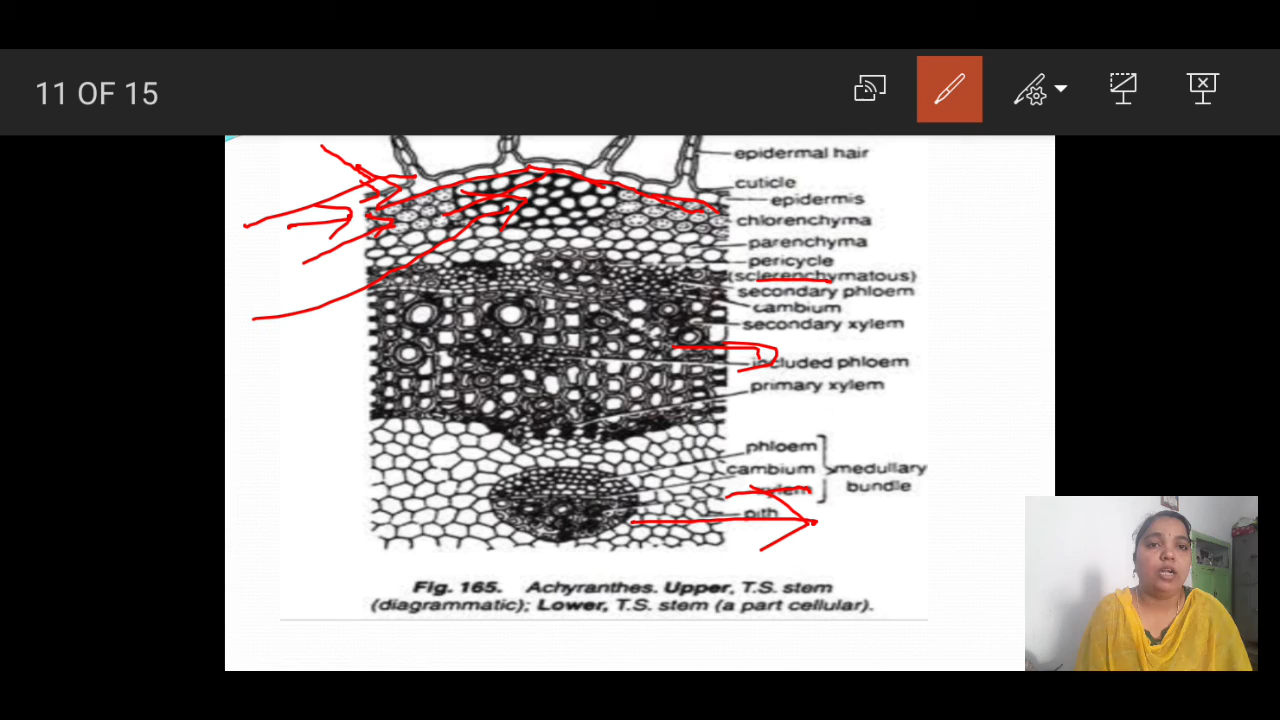 11 OF 15
epidermal hair
cuticle
epidermis
chlorenchyma
parenchyma
pericycle
(sclerenchymatous)
secondary phloem
cambium
secondary xylem
included phloem
primary xylem
phloem
cambium
medullary
xylem
bundle
pith
Fig. 165. Achyranthes. Upper, T.S. stem
(diagrammatic); Lower, T.S. stem (a part cellular).